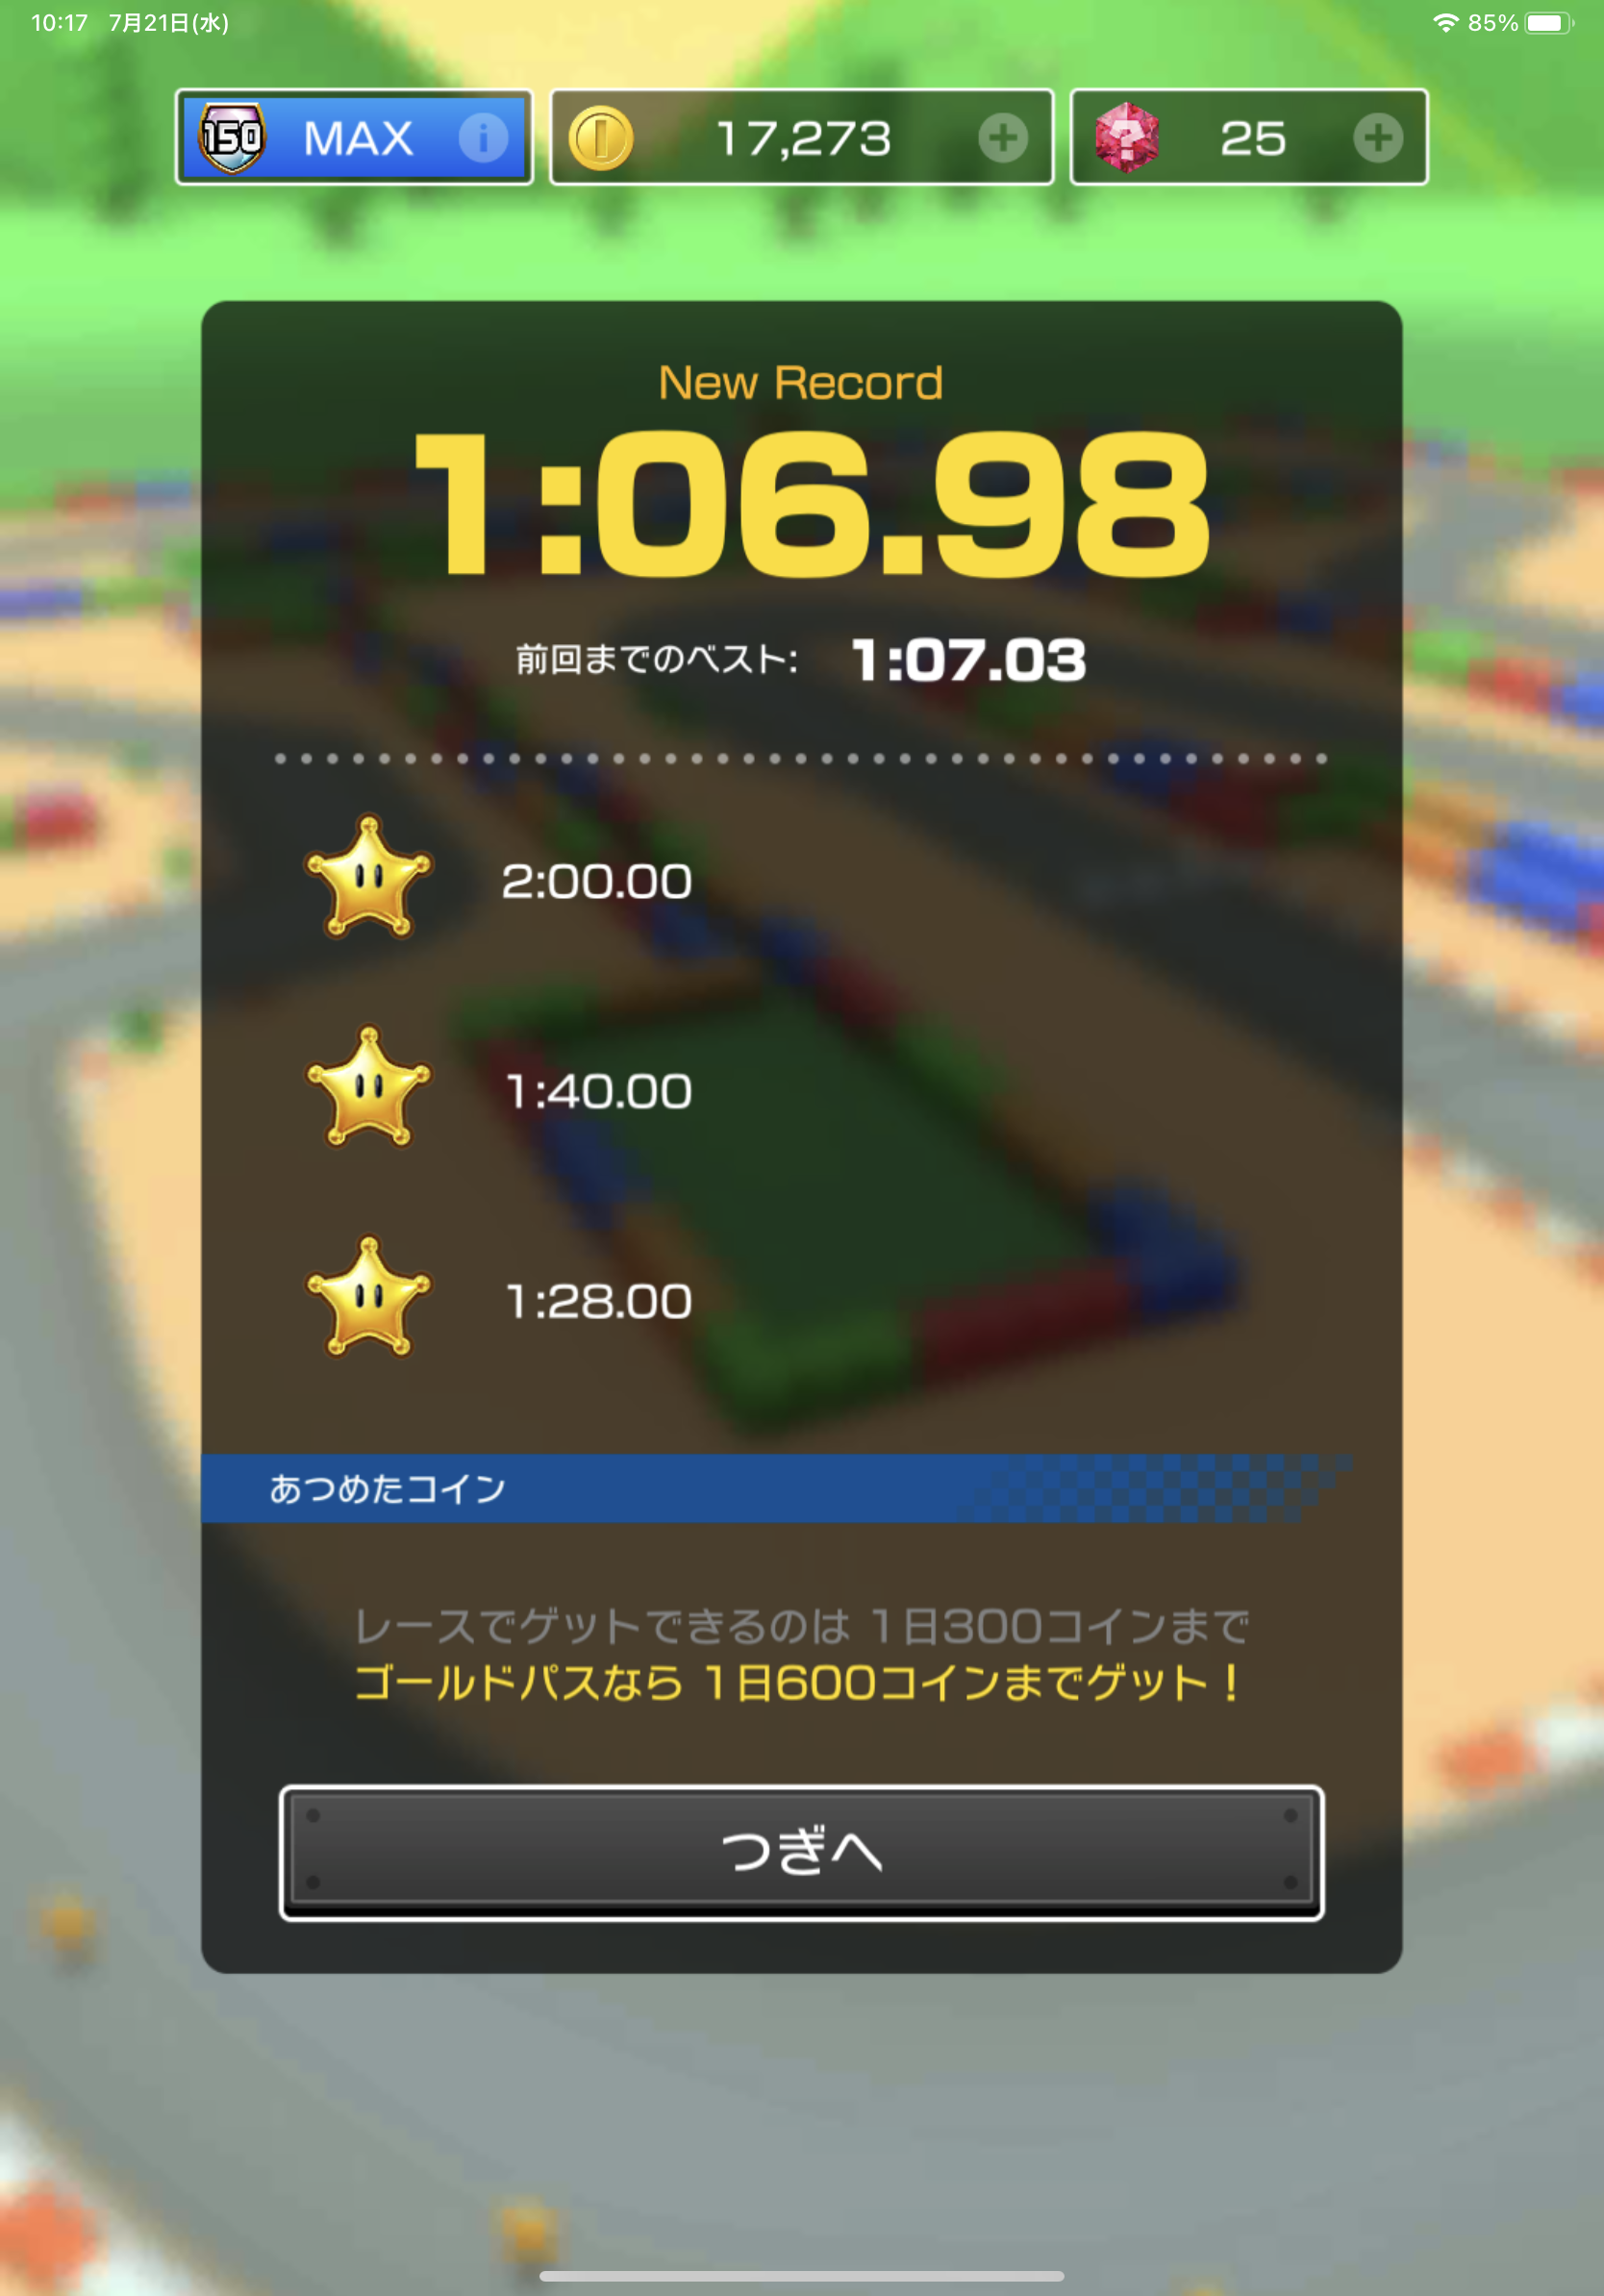 10:17 7月21日(水) 85%
150 MAX i 17,273 + ? 25 +
New Record
1:06.98
前回までのベスト: 1:07.03
2:00.00
1:40.00
1:28.00
あつめたコイン
レースでゲットできるのは 1日300コインまで
ゴールドパスなら 1日600コインまでゲット！
つぎへ